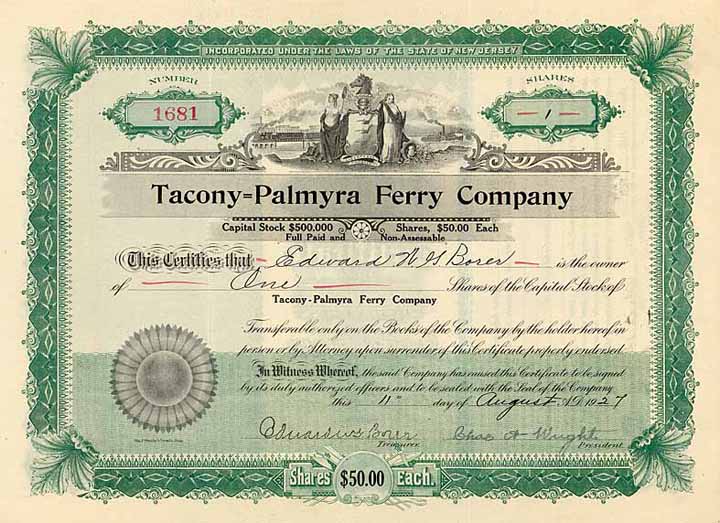 INCORPORATED UNDER THE LAWS OF THE STATE OF NEW JERSEY
NUMBER SHARES
1681 — 1 —
Tacony=Palmyra Ferry Company
Capital Stock $500,000 Shares, $50.00 Each
Full Paid and Non-Assessable
This Certifies that — Edward W G Borer — is the owner
of One Shares of the Capital Stock of
Tacony-Palmyra Ferry Company
Transferable only on the Books of the Company by the holder hereof in
person or by Attorney upon surrender of this Certificate properly endorsed.
In Witness Whereof, the said Company has caused this Certificate to be signed
by its duly authorized officers and to be sealed with the Seal of the Company
this 11th day of August A.D. 1927
Borer Chas A Wright
Treasurer. President.
Shares $50.00 Each.